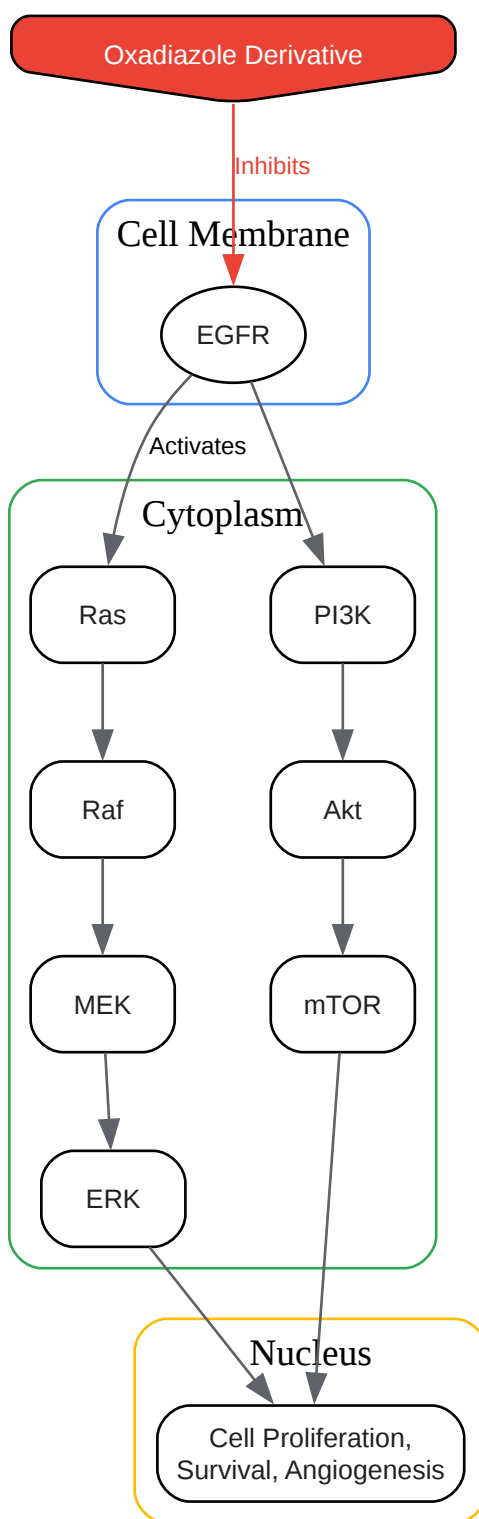 Oxadiazole Derivative
Inhibits
Cell Membrane
EGFR
Activates
Cytoplasm
Ras
PI3K
Raf
Akt
MEK
mTOR
ERK
Nucleus
Cell Proliferation,
Survival, Angiogenesis